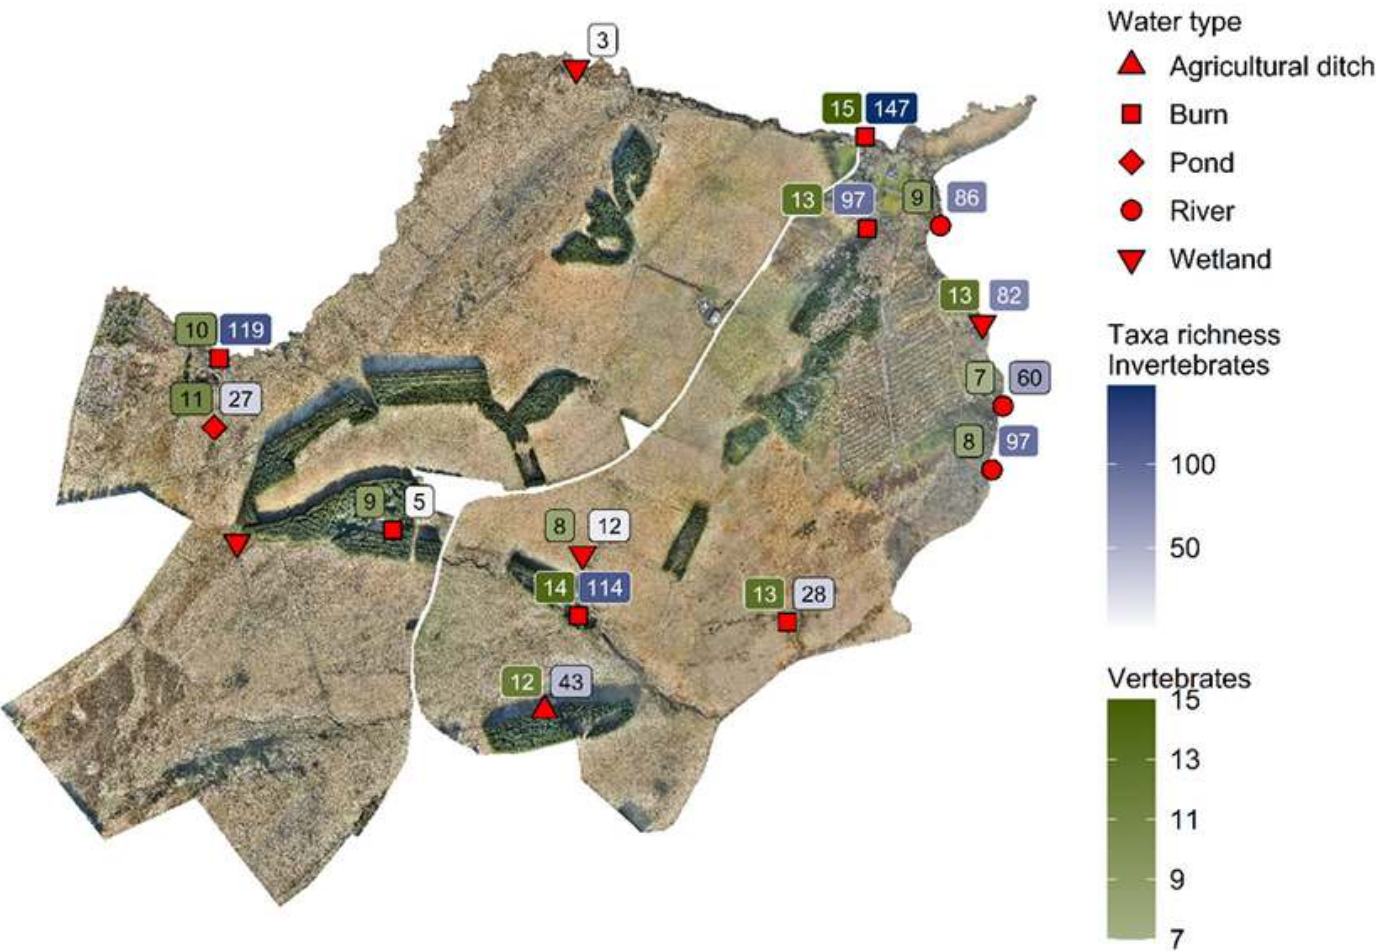 3
15 147
13 97
9 86
13 82
10 119
7 60
11 27
8 97
9 5
8 12
14 114
13 28
12 43
Water type
Agricultural ditch
Burn
Pond
River
Wetland
Taxa richness
Invertebrates
100
50
Vertebrates
15
13
11
9
7